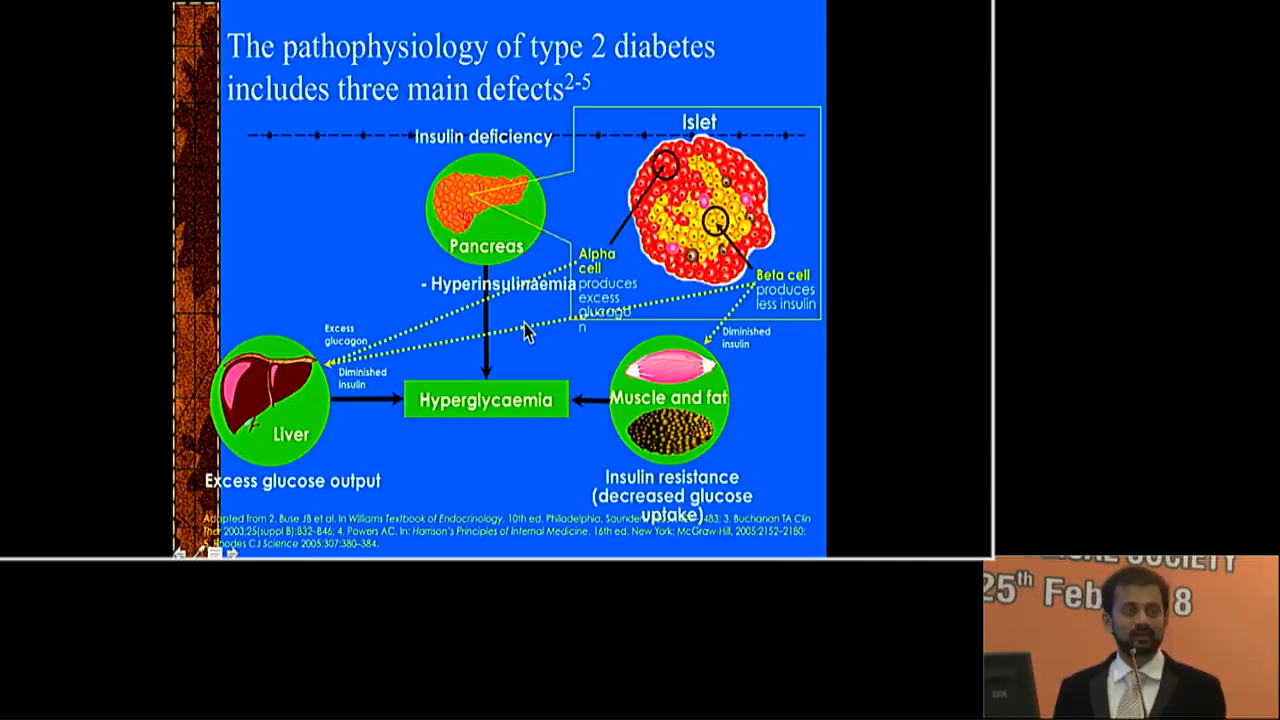 The pathophysiology of type 2 diabetes
includes three main defects2-5
Insulin deficiency
Islet
Pancreas
Alpha
cell
produces
excess
glucago
n
Beta cell
produces
less insulin
- Hyperinsulinaemia
Excess
glucagon
Diminished
insulin
Diminished
insulin
Hyperglycaemia
Muscle and fat
Liver
Excess glucose output
Insulin resistance
(decreased glucose
uptake)
Adapted from 2. Buse JB et al. In Williams Textbook of Endocrinology. 10th ed. Philadelphia, Saunders 483; 3. Buchanan TA Clin
Ther 2003;25(suppl B):B32–B46; 4. Powers AC. In: Harrison's Principles of Internal Medicine. 16th ed. New York: McGraw-Hill, 2005:2152–2180;
5. Rhodes CJ Science 2005;307:380–384.
SOCIETY
25th Feb 8
IBM